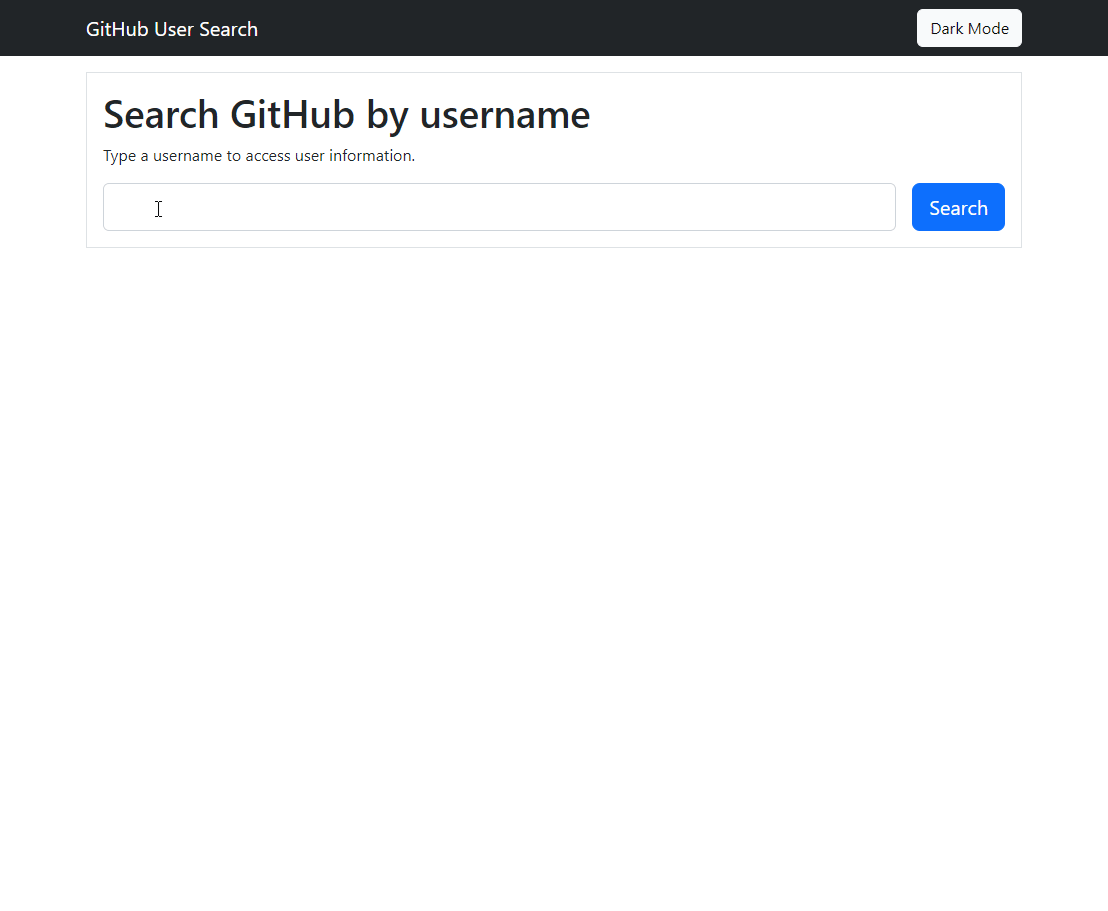 GitHub User Search
Dark Mode
Search GitHub by username
Type a username to access user information.
Search